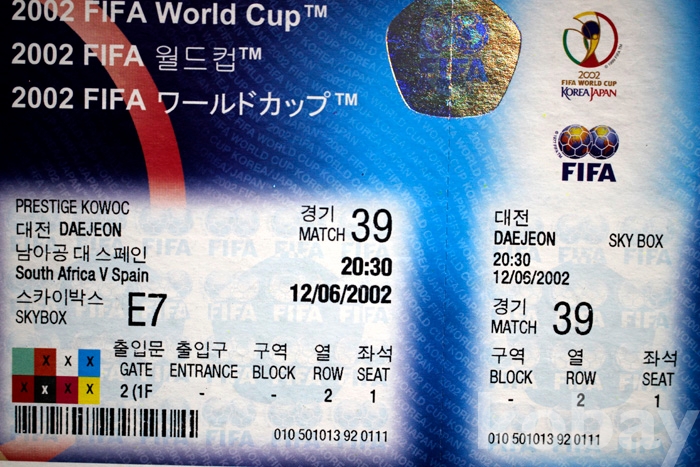 2002 FIFA World Cup™
2002 FIFA 월드컵™
2002 FIFA ワールドカップ™
FIFA
2002
FIFA WORLD CUP
KOREA JAPAN
FIFA
PRESTIGE KOWOC
대전 DAEJEON
남아공 대 스페인
South Africa V Spain
스카이박스
SKYBOX
E7
경기
MATCH 39
20:30
12/06/2002
출입문 출입구 구역 열 좌석
GATE ENTRANCE BLOCK ROW SEAT
2 (1F - - 2 1
X X X
X X X X
010 501013 92 0111
대전
DAEJEON SKY BOX
20:30
12/06/2002
경기
MATCH 39
구역 열 좌석
BLOCK ROW SEAT
- 2 1
010 501013 92 0111